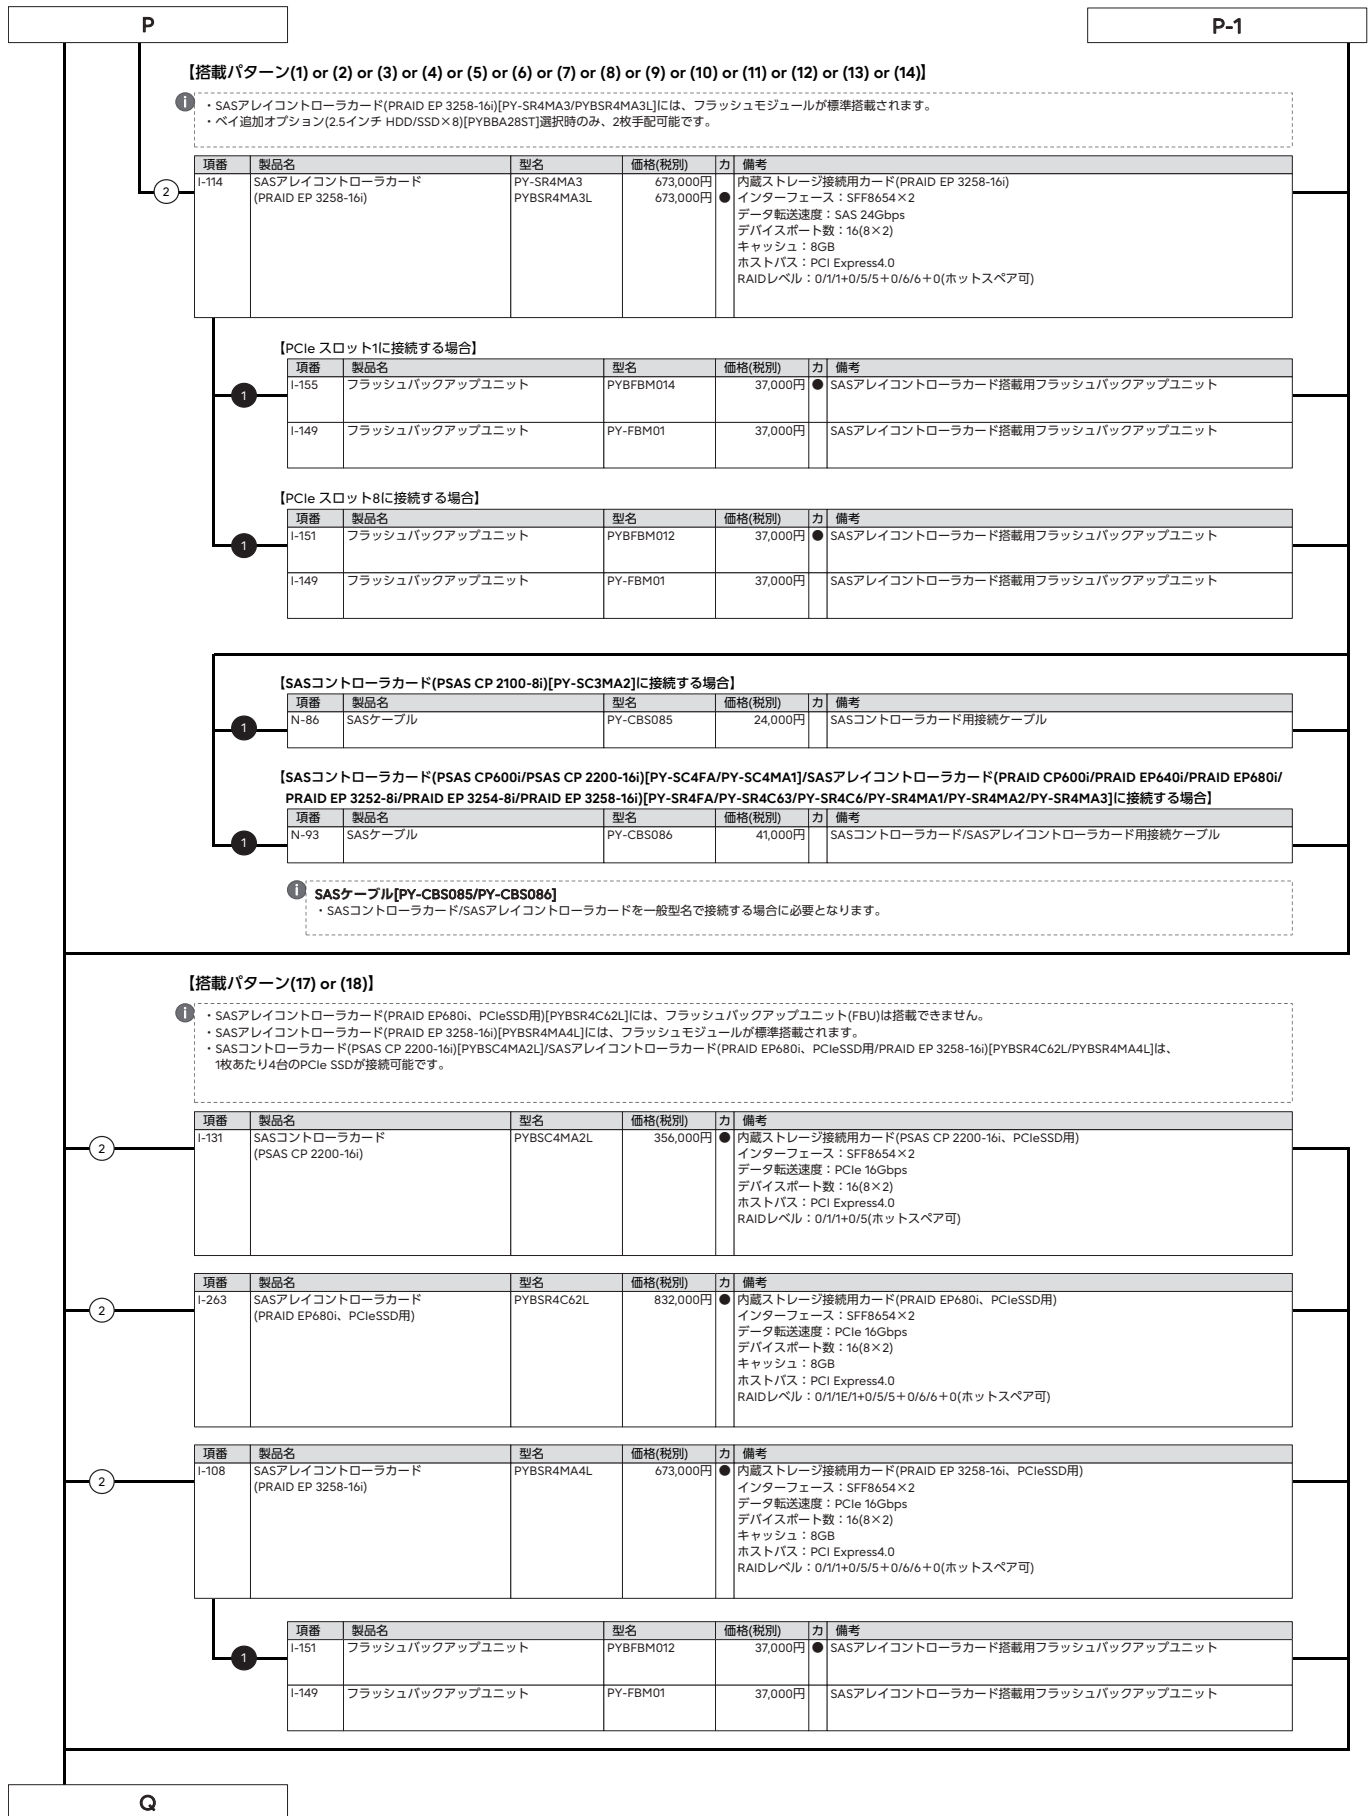 P
P-1
【搭載パターン(1) or (2) or (3) or (4) or (5) or (6) or (7) or (8) or (9) or (10) or (11) or (12) or (13) or (14)】
・SASアレイコントローラカード(PRAID EP 3258-16i)[PY-SR4MA3/PYBSR4MA3L]には、フラッシュモジュールが標準搭載されます。
・ベイ追加オプション(2.5インチ HDD/SSD×8)[PYBBA28ST]選択時のみ、2枚手配可能です。
項番 製品名 型名 価格(税別) カ 備考
2 I-114 SASアレイコントローラカード PY-SR4MA3 673,000円 内蔵ストレージ接続用カード(PRAID EP 3258-16i)
(PRAID EP 3258-16i) PYBSR4MA3L 673,000円 ● インターフェース：SFF8654×2
データ転送速度：SAS 24Gbps
デバイスポート数：16(8×2)
キャッシュ：8GB
ホストバス：PCI Express4.0
RAIDレベル：0/1/1+0/5/5＋0/6/6＋0(ホットスペア可)
【PCIe スロット1に接続する場合】
項番 製品名 型名 価格(税別) カ 備考
1 I-155 フラッシュバックアップユニット PYBFBM014 37,000円 ● SASアレイコントローラカード搭載用フラッシュバックアップユニット
I-149 フラッシュバックアップユニット PY-FBM01 37,000円 SASアレイコントローラカード搭載用フラッシュバックアップユニット
【PCIe スロット8に接続する場合】
項番 製品名 型名 価格(税別) カ 備考
1 I-151 フラッシュバックアップユニット PYBFBM012 37,000円 ● SASアレイコントローラカード搭載用フラッシュバックアップユニット
I-149 フラッシュバックアップユニット PY-FBM01 37,000円 SASアレイコントローラカード搭載用フラッシュバックアップユニット
【SASコントローラカード(PSAS CP 2100-8i)[PY-SC3MA2]に接続する場合】
項番 製品名 型名 価格(税別) カ 備考
1 N-86 SASケーブル PY-CBS085 24,000円 SASコントローラカード用接続ケーブル
【SASコントローラカード(PSAS CP600i/PSAS CP 2200-16i)[PY-SC4FA/PY-SC4MA1]/SASアレイコントローラカード(PRAID CP600i/PRAID EP640i/PRAID EP680i/
PRAID EP 3252-8i/PRAID EP 3254-8i/PRAID EP 3258-16i)[PY-SR4FA/PY-SR4C63/PY-SR4C6/PY-SR4MA1/PY-SR4MA2/PY-SR4MA3]に接続する場合】
項番 製品名 型名 価格(税別) カ 備考
1 N-93 SASケーブル PY-CBS086 41,000円 SASコントローラカード/SASアレイコントローラカード用接続ケーブル
SASケーブル[PY-CBS085/PY-CBS086]
・SASコントローラカード/SASアレイコントローラカードを一般型名で接続する場合に必要となります。
【搭載パターン(17) or (18)】
・SASアレイコントローラカード(PRAID EP680i、PCIeSSD用)[PYBSR4C62L]には、フラッシュバックアップユニット(FBU)は搭載できません。
・SASアレイコントローラカード(PRAID EP 3258-16i)[PYBSR4MA4L]には、フラッシュモジュールが標準搭載されます。
・SASコントローラカード(PSAS CP 2200-16i)[PYBSC4MA2L]/SASアレイコントローラカード(PRAID EP680i、PCIeSSD用/PRAID EP 3258-16i)[PYBSR4C62L/PYBSR4MA4L]は、
1枚あたり4台のPCIe SSDが接続可能です。
項番 製品名 型名 価格(税別) カ 備考
2 I-131 SASコントローラカード PYBSC4MA2L 356,000円 ● 内蔵ストレージ接続用カード(PSAS CP 2200-16i、PCIeSSD用)
(PSAS CP 2200-16i) インターフェース：SFF8654×2
データ転送速度：PCIe 16Gbps
デバイスポート数：16(8×2)
ホストバス：PCI Express4.0
RAIDレベル：0/1/1+0/5(ホットスペア可)
項番 製品名 型名 価格(税別) カ 備考
2 I-263 SASアレイコントローラカード PYBSR4C62L 832,000円 ● 内蔵ストレージ接続用カード(PRAID EP680i、PCIeSSD用)
(PRAID EP680i、PCIeSSD用) インターフェース：SFF8654×2
データ転送速度：PCIe 16Gbps
デバイスポート数：16(8×2)
キャッシュ：8GB
ホストバス：PCI Express4.0
RAIDレベル：0/1/1E/1+0/5/5＋0/6/6＋0(ホットスペア可)
項番 製品名 型名 価格(税別) カ 備考
2 I-108 SASアレイコントローラカード PYBSR4MA4L 673,000円 ● 内蔵ストレージ接続用カード(PRAID EP 3258-16i、PCIeSSD用)
(PRAID EP 3258-16i) インターフェース：SFF8654×2
データ転送速度：PCIe 16Gbps
デバイスポート数：16(8×2)
キャッシュ：8GB
ホストバス：PCI Express4.0
RAIDレベル：0/1/1+0/5/5＋0/6/6＋0(ホットスペア可)
項番 製品名 型名 価格(税別) カ 備考
1 I-151 フラッシュバックアップユニット PYBFBM012 37,000円 ● SASアレイコントローラカード搭載用フラッシュバックアップユニット
I-149 フラッシュバックアップユニット PY-FBM01 37,000円 SASアレイコントローラカード搭載用フラッシュバックアップユニット
Q